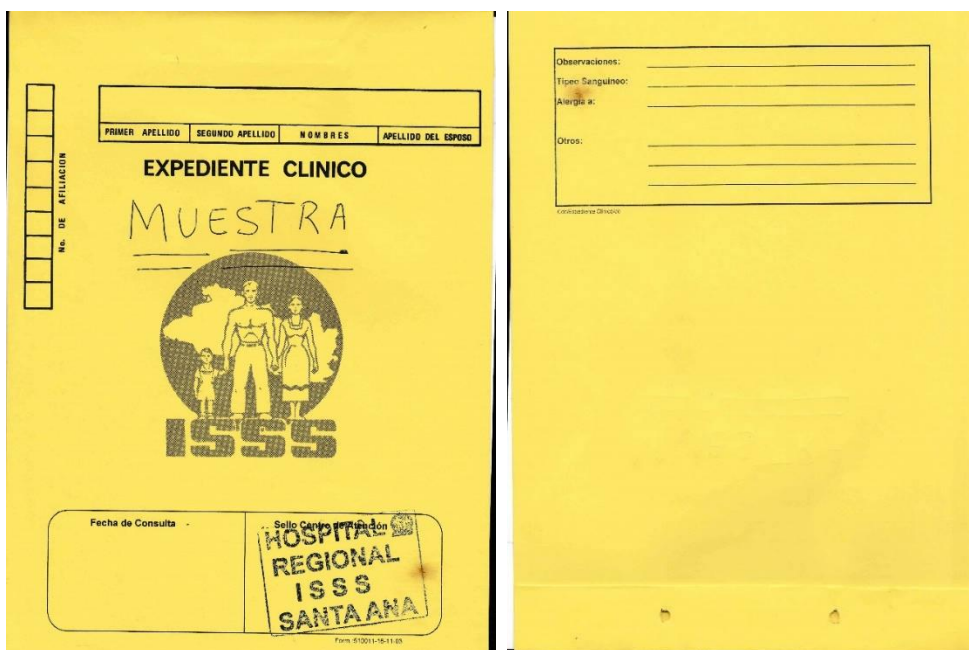 PRIMER APELLIDO SEGUNDO APELLIDO NOMBRES APELLIDO DEL ESPOSO
No. DE AFILIACION
EXPEDIENTE CLINICO
MUESTRA
ISSS
Fecha de Consulta -
Sello Centro de Atención
HOSPITAL
REGIONAL
ISSS
SANTA ANA
Observaciones:
Tipeo Sanguineo:
Alergia a:
Otros: